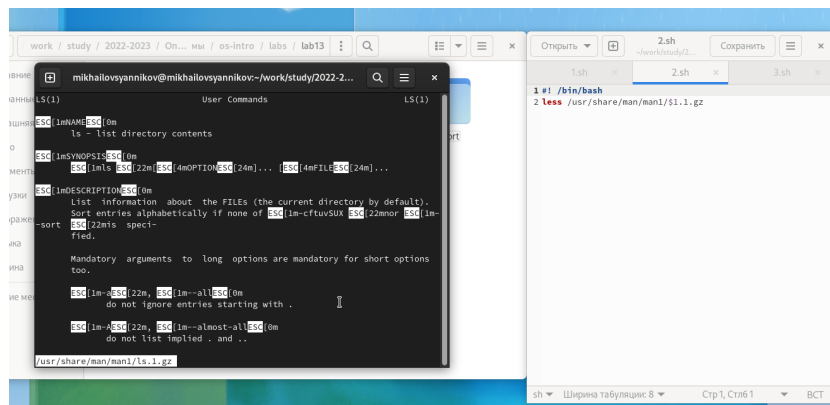 work / study / 2022-2023 / Оп… мы / os-intro / labs / lab13
Открыть
2.sh
~/work/study/2…
Сохранить
1.sh
2.sh
3.sh
1 #! /bin/bash
2 less /usr/share/man/man1/$1.1.gz
mikhailovsyannikov@mikhailovsyannikov:~/work/study/2022-2…
LS(1) User Commands LS(1)
ESC[1mNAMEESC[0m
ls - list directory contents
ESC[1mSYNOPSISESC[0m
ESC[1mls ESC[22m[ESC[4mOPTIONESC[24m]... [ESC[4mFILEESC[24m]...
ESC[1mDESCRIPTIONESC[0m
List information about the FILEs (the current directory by default).
Sort entries alphabetically if none of ESC[1m-cftuvSUX ESC[22mnor ESC[1m-
-sort ESC[22mis speci-
fied.
Mandatory arguments to long options are mandatory for short options
too.
ESC[1m-aESC[22m, ESC[1m--allESC[0m
do not ignore entries starting with .
ESC[1m-AESC[22m, ESC[1m--almost-allESC[0m
do not list implied . and ..
/usr/share/man/man1/ls.1.gz
sh
Ширина табуляции: 8
Стр 1, Стлб 1
ВСТ